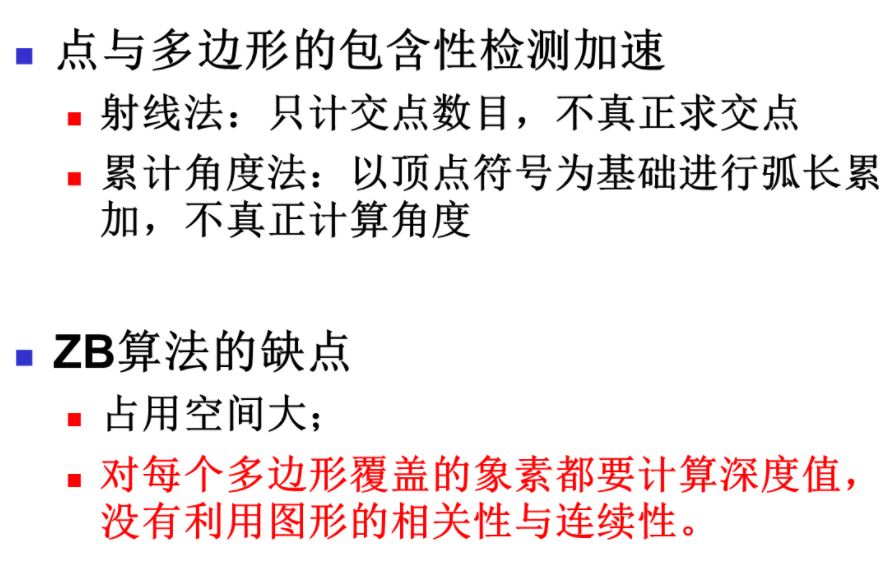 点与多边形的包含性检测加速
射线法：只计交点数目，不真正求交点
累计角度法：以顶点符号为基础进行弧长累
加，不真正计算角度
ZB算法的缺点
占用空间大；
对每个多边形覆盖的象素都要计算深度值，
没有利用图形的相关性与连续性。